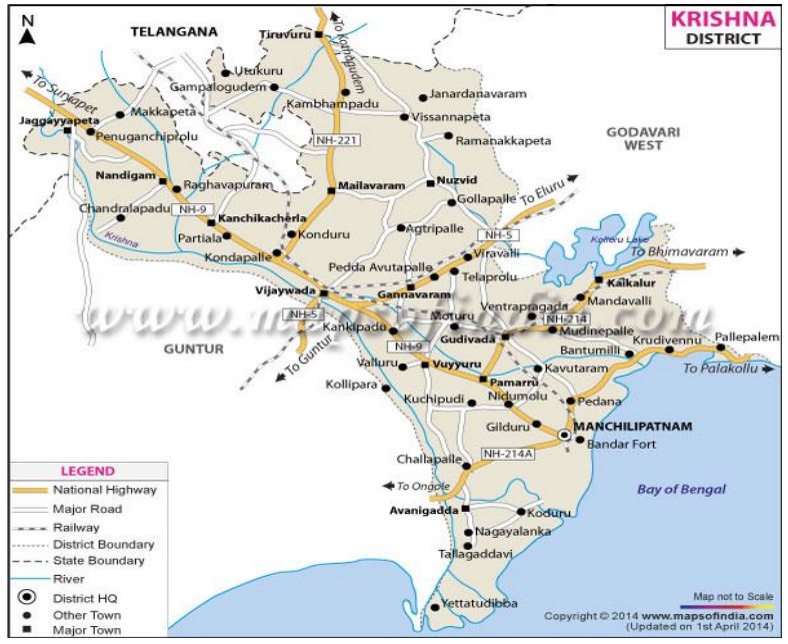 N
KRISHNA
DISTRICT
TELANGANA
Tiruvuru
To Kothagudem
Utukuru
Gampalogudem
Kambhampadu
Janardanavaram
To Suryapet
Makkapeta
Vissannapeta
Jaggayyapeta
Penuganchiprolu
Ramanakkapeta
GODAVARI
WEST
NH-221
Nandigam
Raghavapuram
Mailavaram
Nuzvid
Gollapalle
To Eluru
Chandralapadu
NH-9
Kanchikacherla
Partiala
Konduru
Agtripalle
NH-5
Krishna
Kondapalle
Viravalli
Kolleru Lake
To Bhimavaram
Pedda Avutapalle
Telaprolu
Kaikalur
Vijaywada
Gannavaram
Mandavalli
Ventrapragada
NH-5
Moturu
NH-214
www.mapsofindia.com
Kankipadu
Gudivada
Mudinepalle
GUNTUR
NH-9
Bantumilli
Krudivennu
Pallepalem
To Guntur
Valluru
Vuyyuru
Kavutaram
To Palakollu
Kollipara
Pamarru
Kuchipudi
Nidumolu
Pedana
Gilduru
MANCHILIPATNAM
Bandar Fort
NH-214A
Challapalle
To Ongole
Bay of Bengal
Avanigadda
Koduru
Nagayalanka
Tallagaddavi
Yettatudibba
LEGEND
National Highway
Major Road
Railway
District Boundary
State Boundary
River
District HQ
Other Town
Major Town
Map not to Scale
Copyright © 2014 www.mapsofindia.com
(Updated on 1st April 2014)